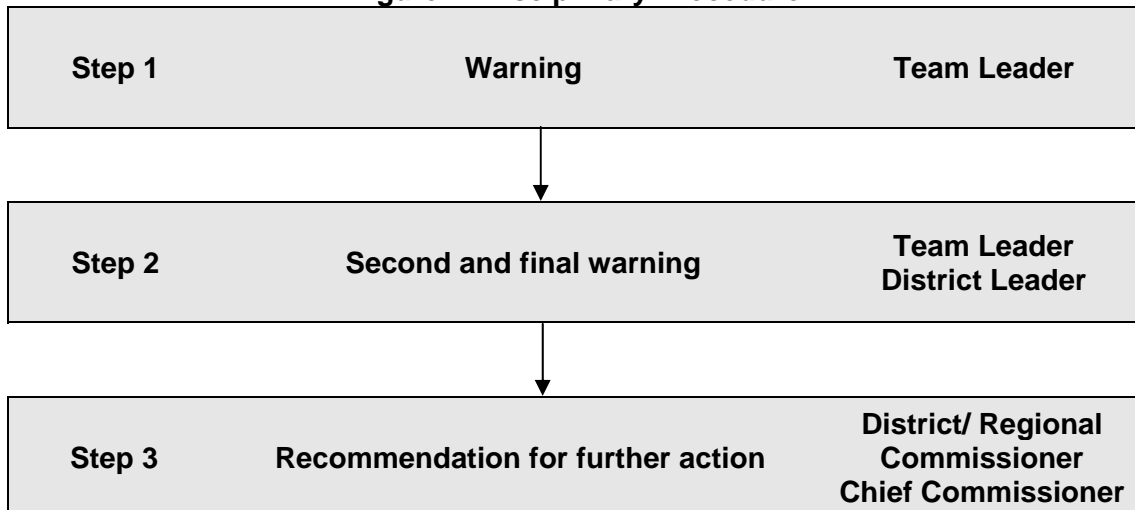 Step 1 Warning Team Leader
Step 2 Second and final warning Team Leader
District Leader
Step 3 Recommendation for further action District/ Regional
Commissioner
Chief Commissioner